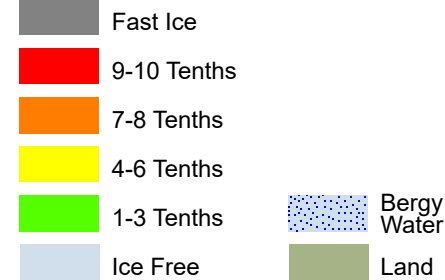 Fast Ice
9-10 Tenths
7-8 Tenths
4-6 Tenths
1-3 Tenths
Bergy
Water
Ice Free
Land